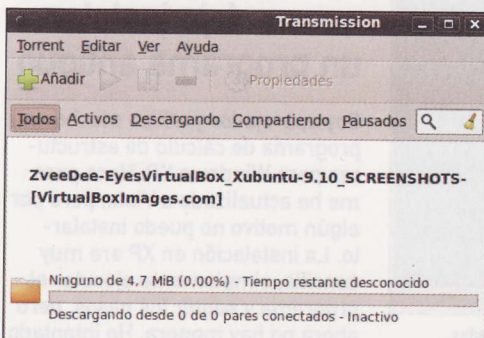 Transmission
Torrent Editar Ver Ayuda
Añadir Propiedades
Todos Activos Descargando Compartiendo Pausados
ZveeDee-EyesVirtualBox_Xubuntu-5.10_SCREENSHOTS-
[VirtualBoxImages.com]
Ninguno de 4,7 MiB (0,00%) - Tiempo restante desconocido
Descargando desde 0 de 0 pares conectados - Inactivo